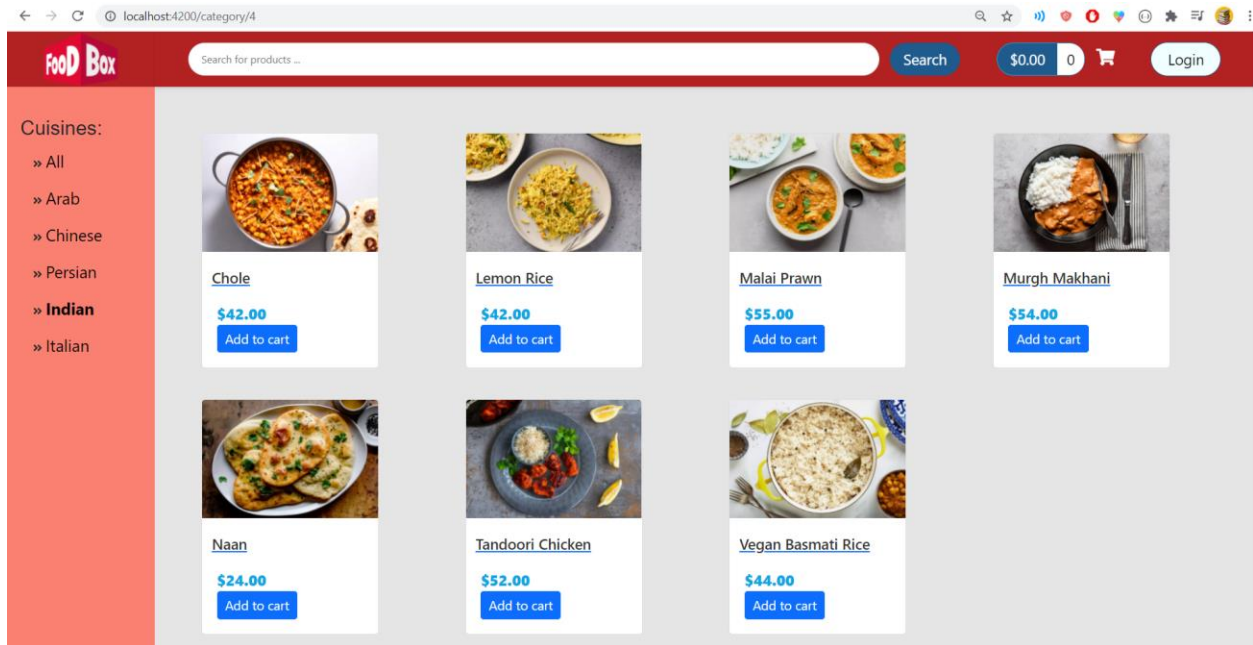 localhost:4200/category/4
FooD Box
Search for products ...
Search
$0.00 0
Login
Cuisines:
» All
» Arab
» Chinese
» Persian
» Indian
» Italian
Chole
$42.00
Add to cart
Lemon Rice
$42.00
Add to cart
Malai Prawn
$55.00
Add to cart
Murgh Makhani
$54.00
Add to cart
Naan
$24.00
Add to cart
Tandoori Chicken
$52.00
Add to cart
Vegan Basmati Rice
$44.00
Add to cart